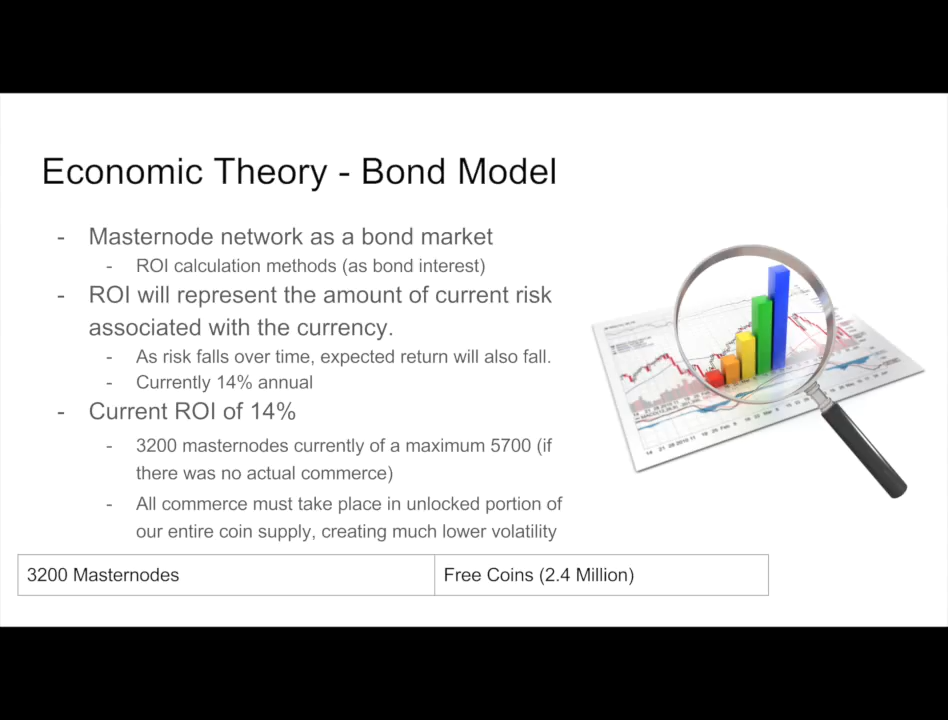 Economic Theory - Bond Model
- Masternode network as a bond market
- ROI calculation methods (as bond interest)
- ROI will represent the amount of current risk
associated with the currency.
- As risk falls over time, expected return will also fall.
- Currently 14% annual
- Current ROI of 14%
- 3200 masternodes currently of a maximum 5700 (if
there was no actual commerce)
- All commerce must take place in unlocked portion of
our entire coin supply, creating much lower volatility
3200 Masternodes
Free Coins (2.4 Million)